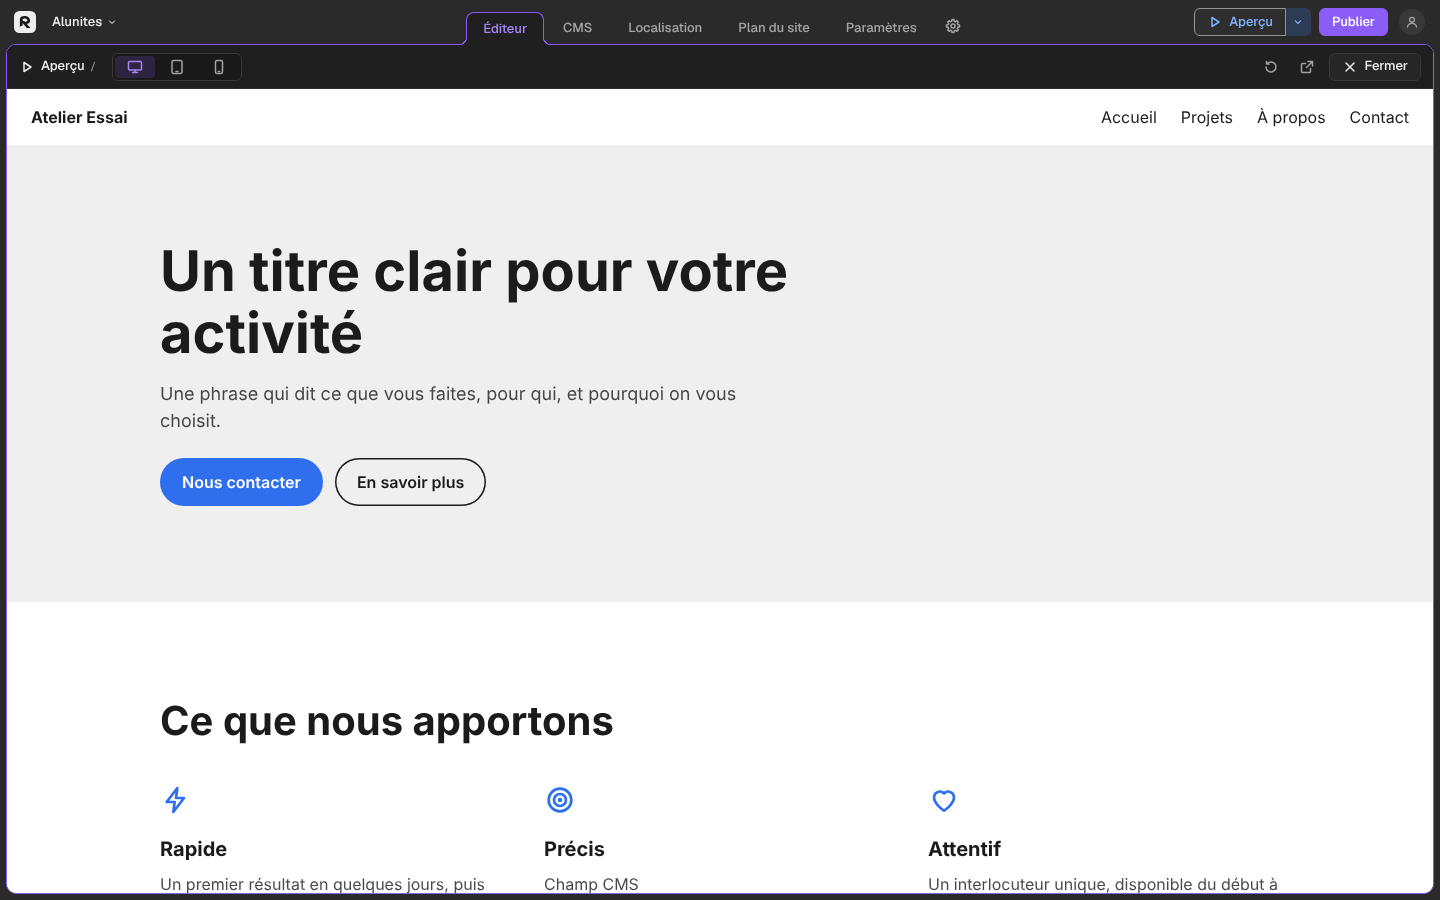 Alunites
Éditeur
CMS
Localisation
Plan du site
Paramètres
Aperçu
Publier
Aperçu /
Fermer
Atelier Essai
Accueil
Projets
À propos
Contact
Un titre clair pour votre
activité
Une phrase qui dit ce que vous faites, pour qui, et pourquoi on vous
choisit.
Nous contacter
En savoir plus
Ce que nous apportons
Rapide
Précis
Attentif
Un premier résultat en quelques jours, puis
Champ CMS
Un interlocuteur unique, disponible du début à